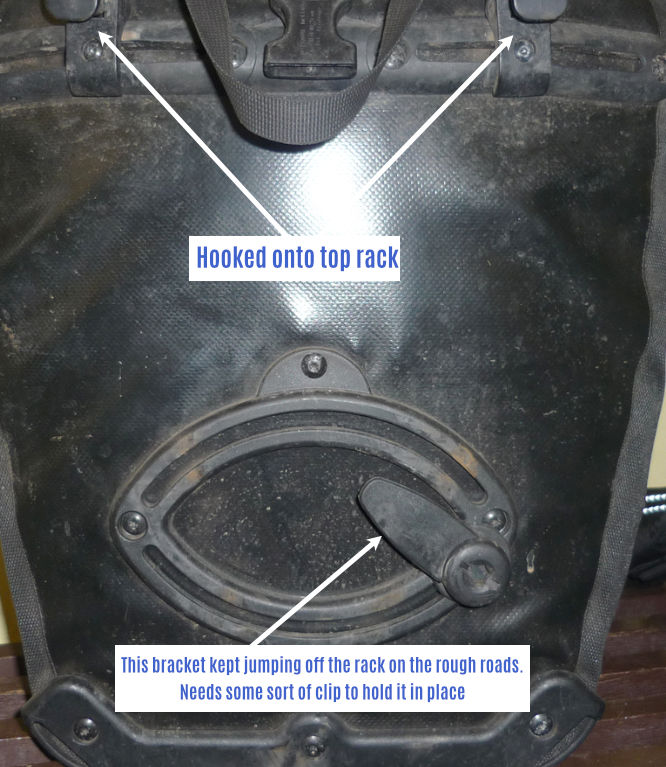 Hooked onto top rack
This bracket kept jumping off the rack on the rough roads.
Needs some sort of clip to hold it in place